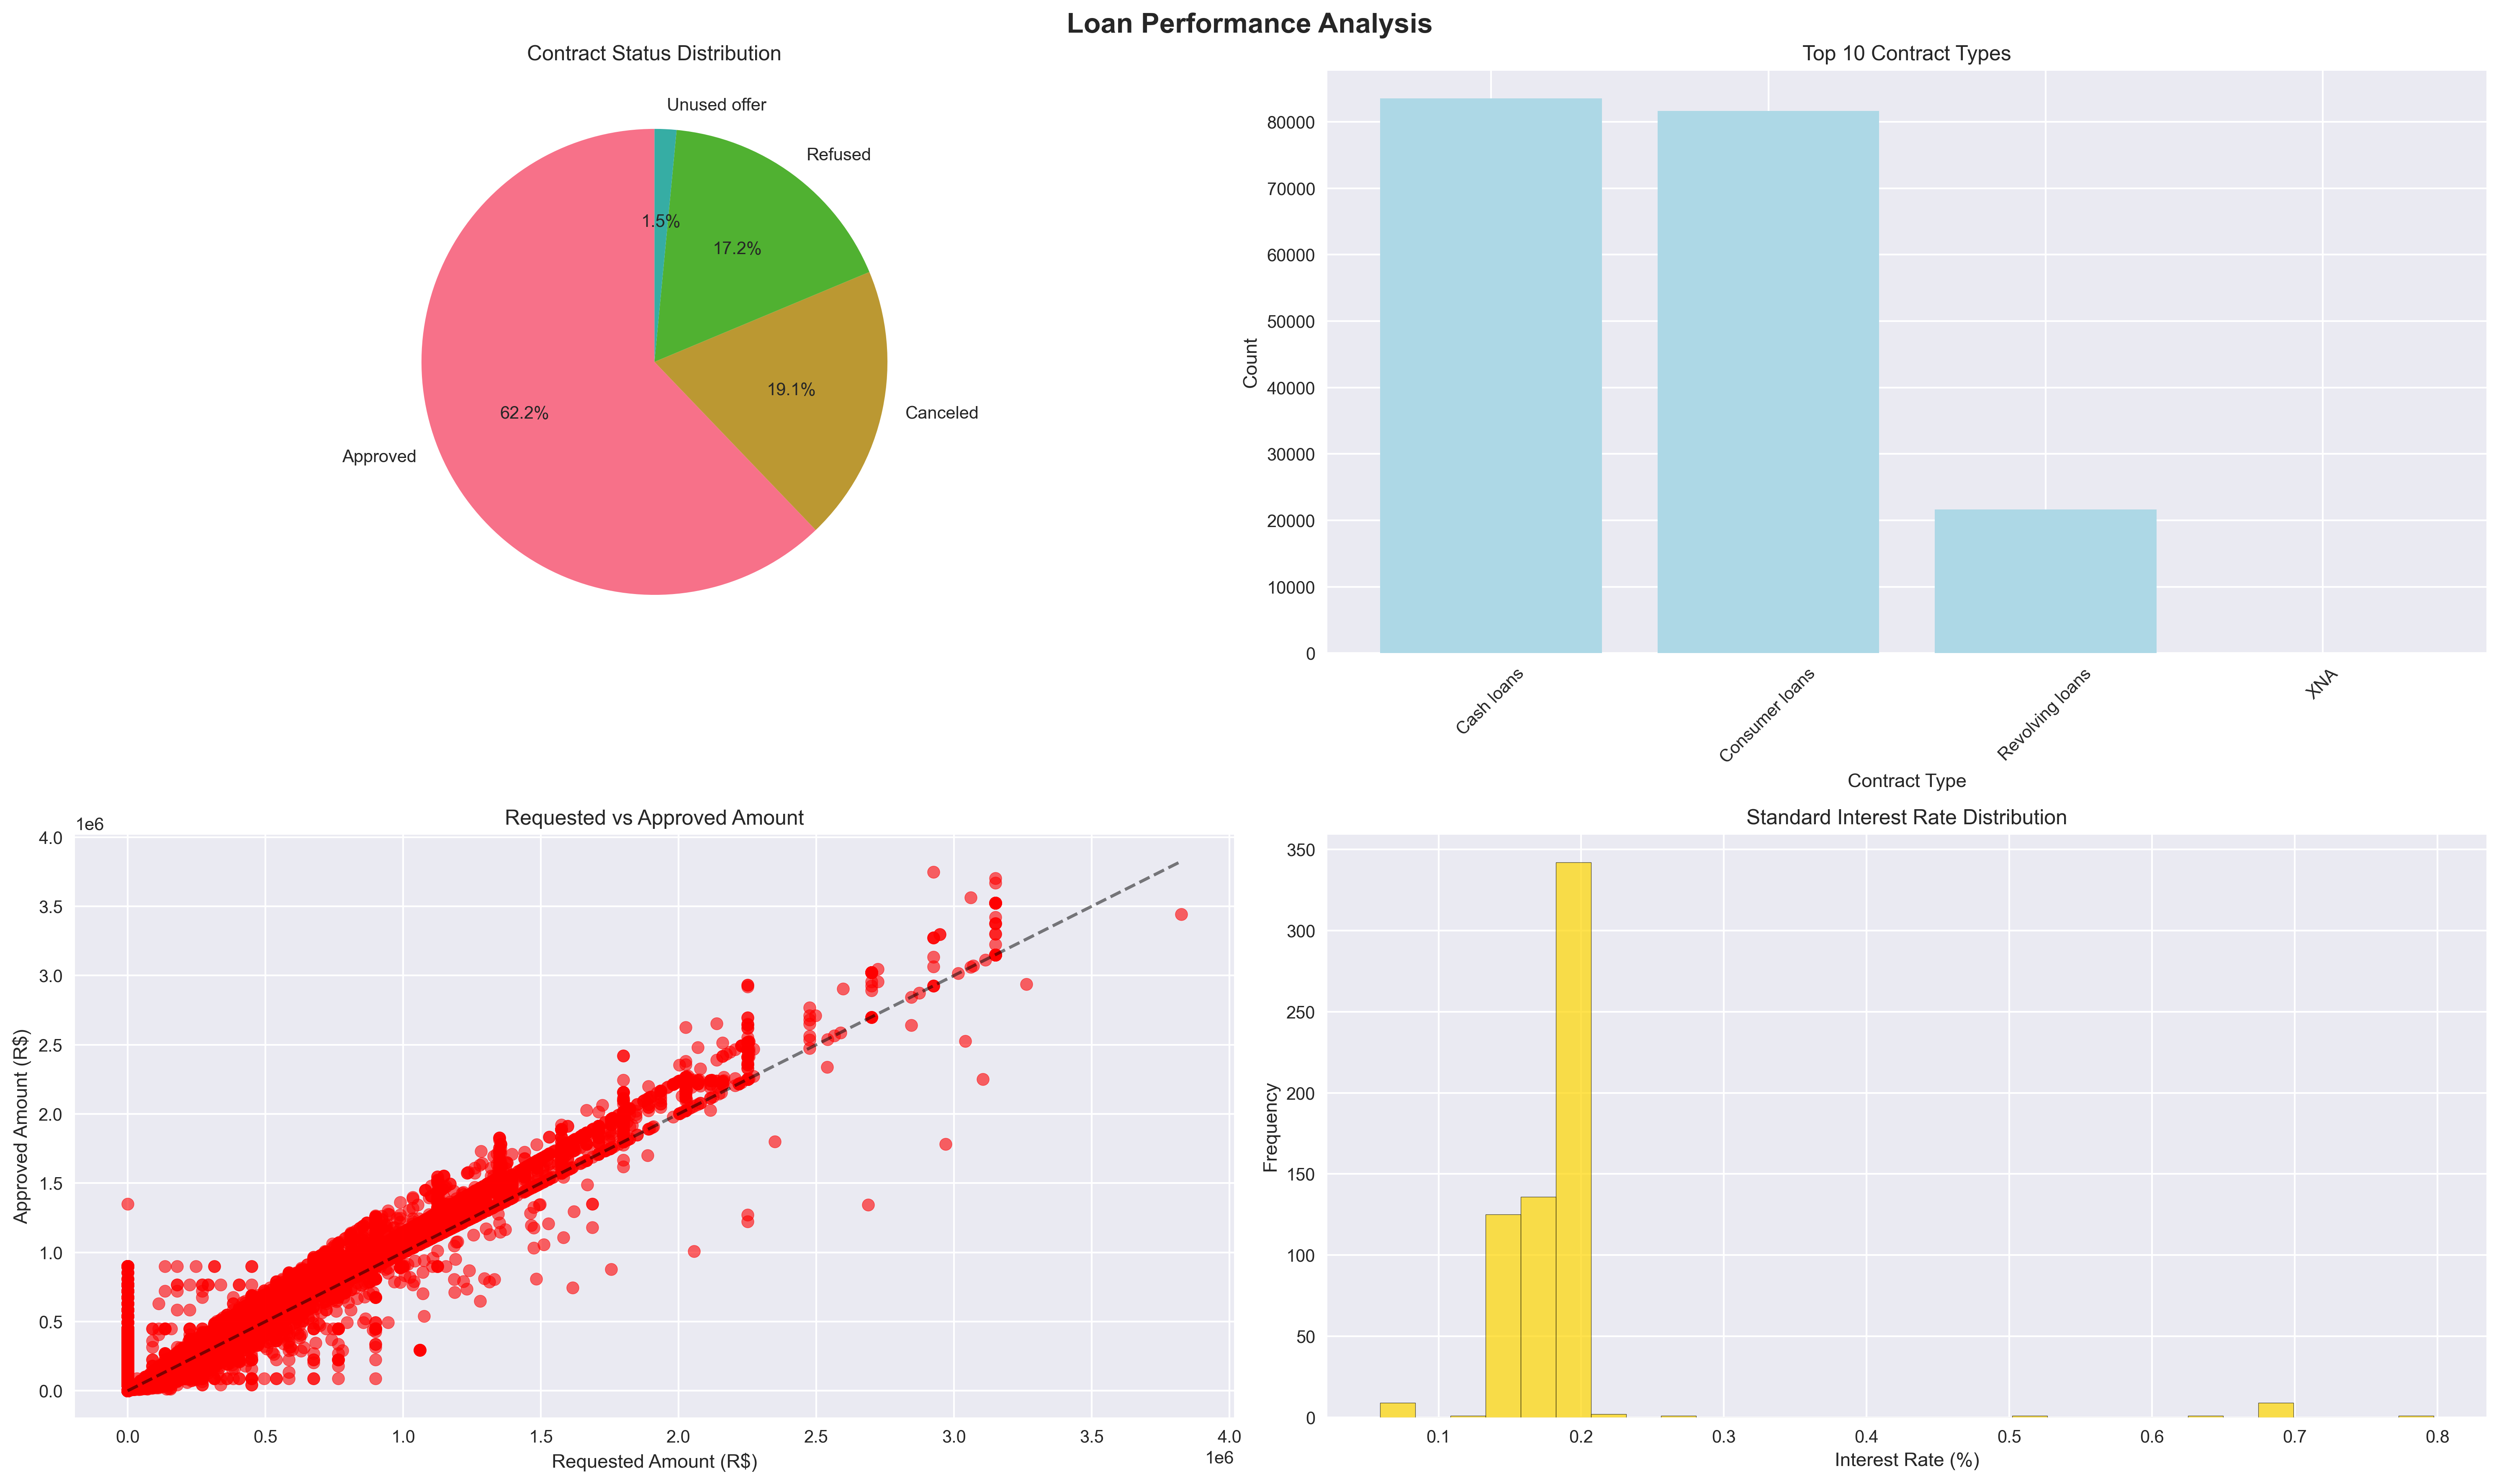 Loan Performance Analysis
Contract Status Distribution
Unused offer
Refused
1.5%
17.2%
19.1%
62.2%
Canceled
Approved
Top 10 Contract Types
Count
80000
70000
60000
50000
40000
30000
20000
10000
0
Cash loans
Consumer loans
Revolving loans
XNA
Contract Type
Requested vs Approved Amount
1e6
Approved Amount (R$)
4.0
3.5
3.0
2.5
2.0
1.5
1.0
0.5
0.0
0.0 0.5 1.0 1.5 2.0 2.5 3.0 3.5 4.0
1e6
Requested Amount (R$)
Standard Interest Rate Distribution
Frequency
350
300
250
200
150
100
50
0
0.1 0.2 0.3 0.4 0.5 0.6 0.7 0.8
Interest Rate (%)